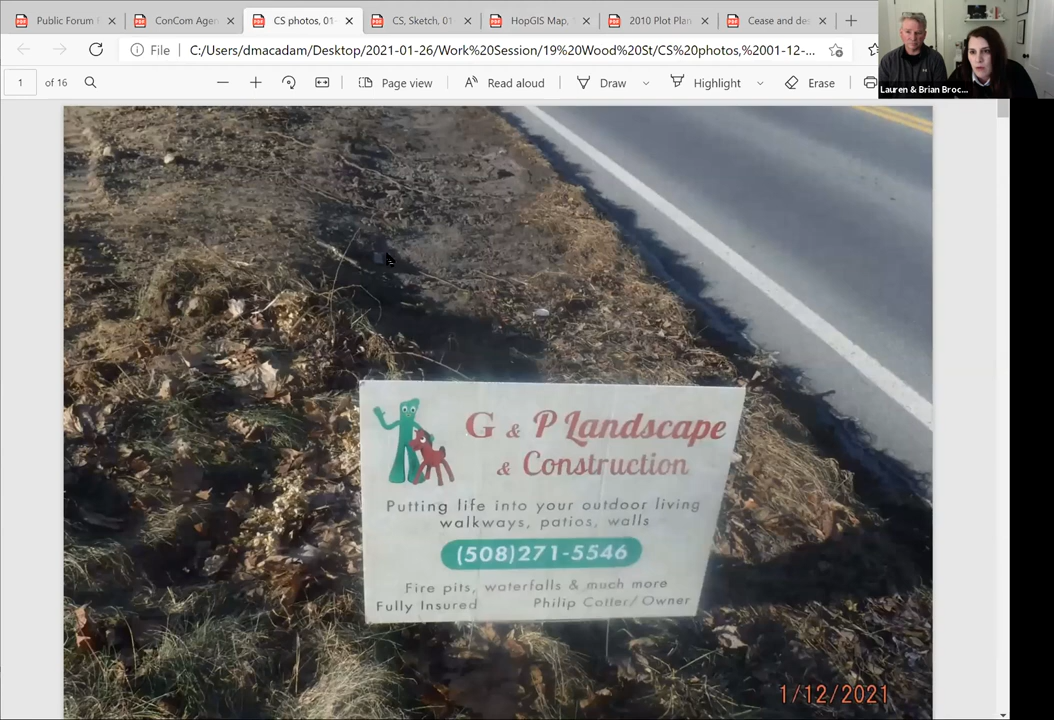 Public Forum
ConCom Agen
CS photos, 01-
CS, Sketch, 01
HopGIS Map,
2010 Plot Plan
Cease and des
File
C:/Users/dmacadam/Desktop/2021-01-26/Work%20Session/19%20Wood%20St/CS%20photos,%2001-12-...
1 of 16
Page view
Read aloud
Draw
Highlight
Erase
Lauren & Brian Broc...
G & P Landscape
& Construction
Putting life into your outdoor living
walkways, patios, walls
(508)271-5546
Fire pits, waterfalls & much more
Fully Insured Philip Cotter/Owner
1/12/2021